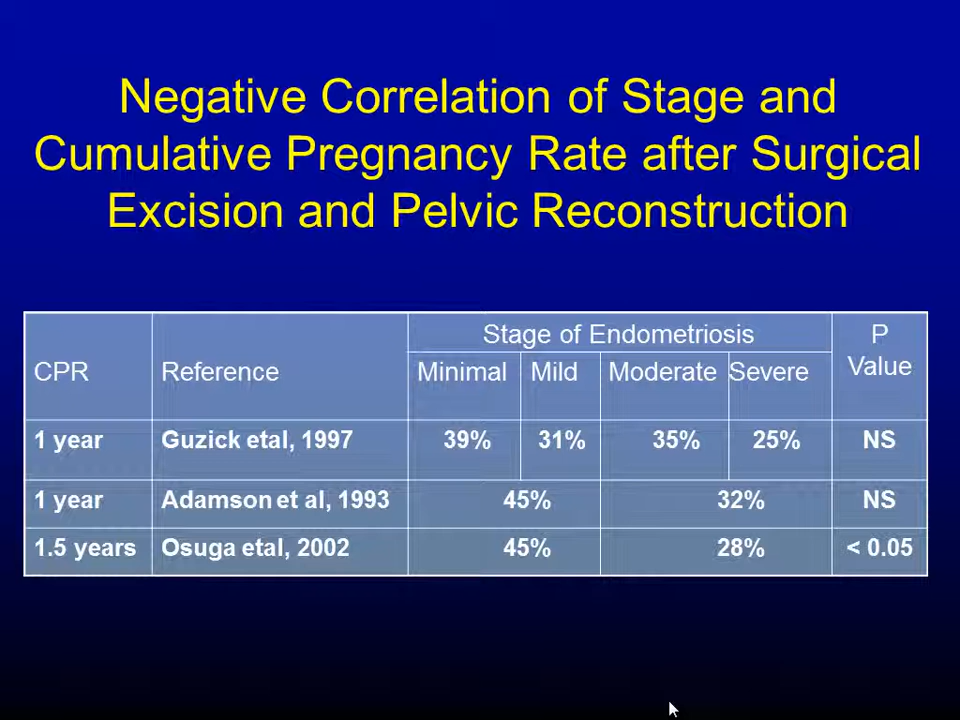 Negative Correlation of Stage and
Cumulative Pregnancy Rate after Surgical
Excision and Pelvic Reconstruction
CPR Reference Stage of Endometriosis P Value
Minimal Mild Moderate Severe
1 year Guzick etal, 1997 39% 31% 35% 25% NS
1 year Adamson et al, 1993 45% 32% NS
1.5 years Osuga etal, 2002 45% 28% < 0.05